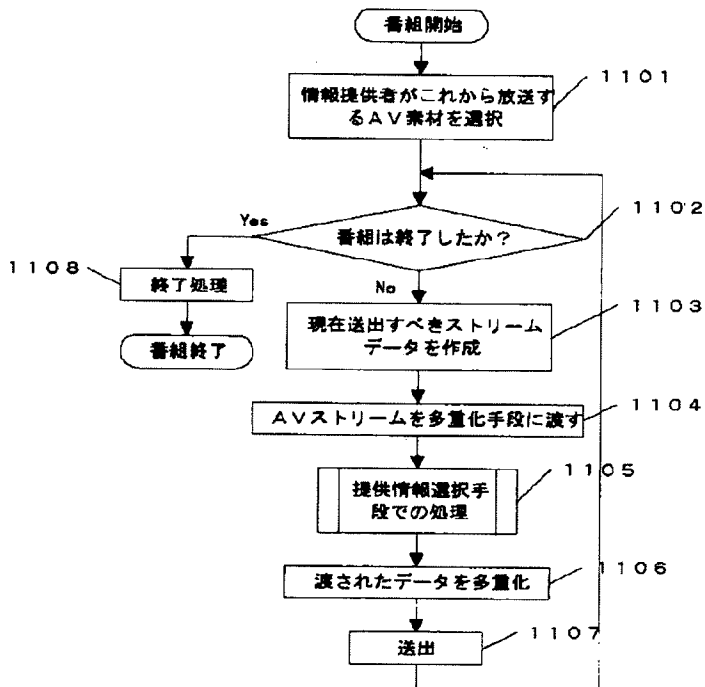 番組開始
1101
情報提供者がこれから放送す
るAV素材を選択
1102
Yes
番組は終了したか?
1108
終了処理
No
1103
現在送出すべきストリーム
データを作成
番組終了
1104
AVストリームを多重化手段に渡す
1105
提供情報選択手
段での処理
1106
渡されたデータを多重化
1107
送出